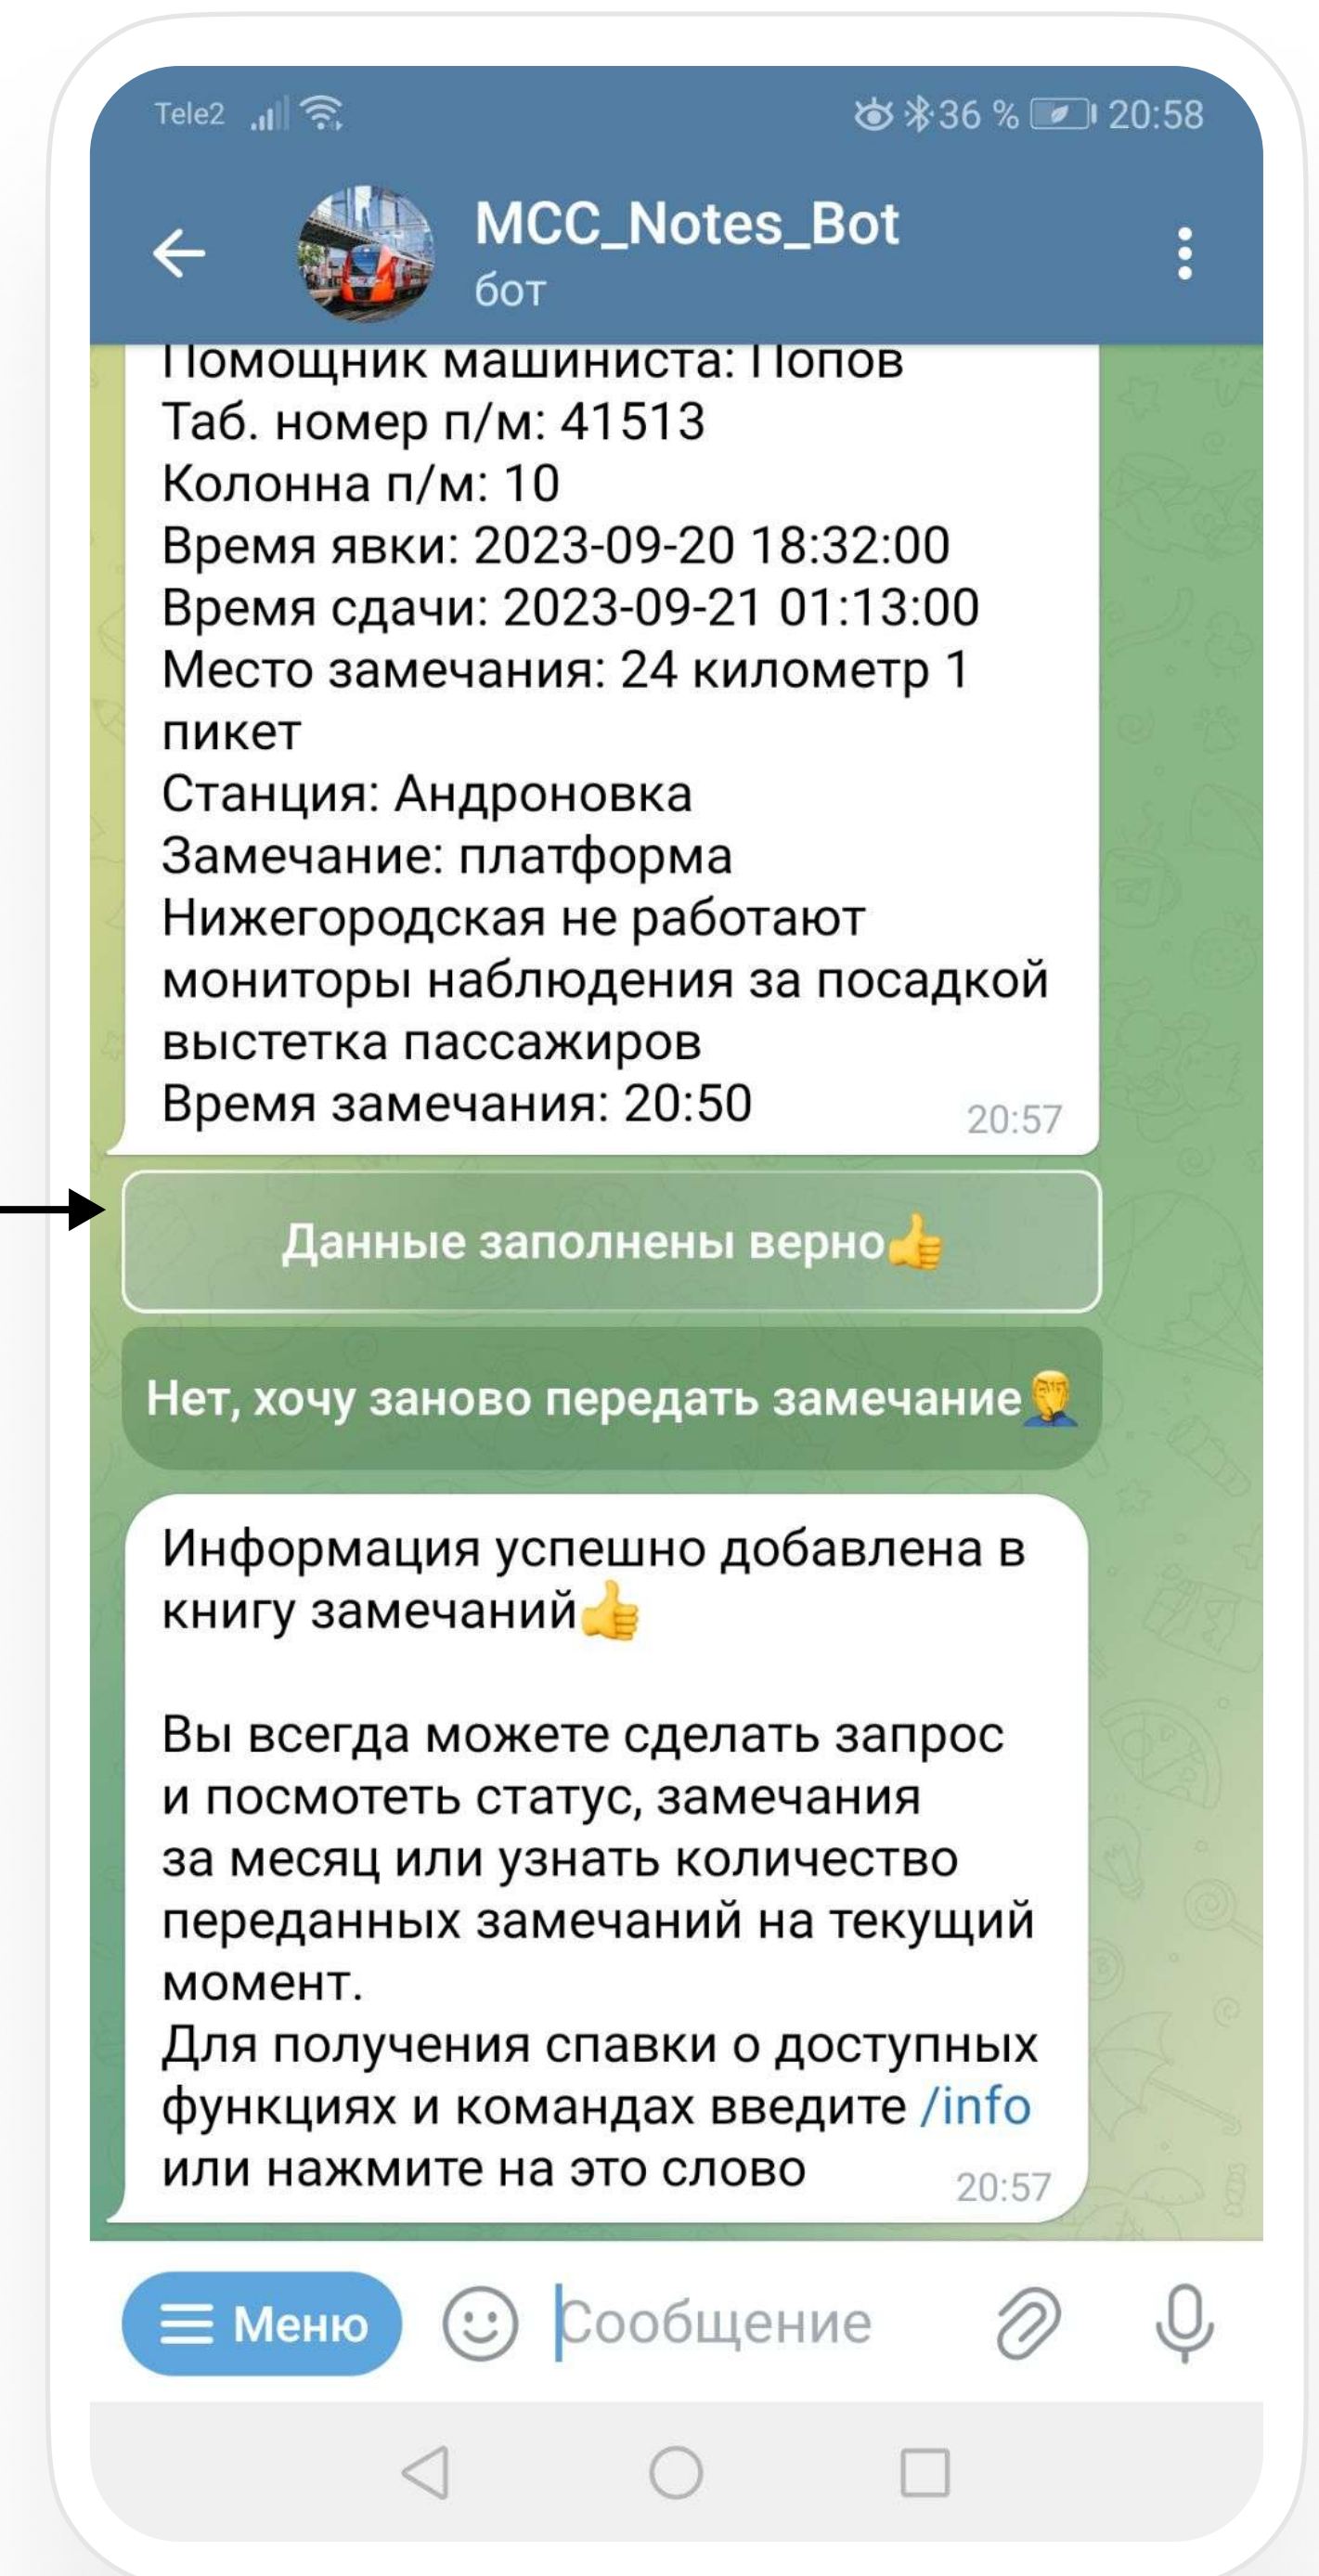 Tele2
36 % 20:58
MCC_Notes_Bot
бот
Помощник машиниста: Попов
Таб. номер п/м: 41513
Колонна п/м: 10
Время явки: 2023-09-20 18:32:00
Время сдачи: 2023-09-21 01:13:00
Место замечания: 24 километр 1
пикет
Станция: Андроновка
Замечание: платформа
Нижегородская не работают
мониторы наблюдения за посадкой
выстетка пассажиров
Время замечания: 20:50
20:57
Данные заполнены верно👍
Нет, хочу заново передать замечание🤦‍♂️
Информация успешно добавлена в
книгу замечаний👍
Вы всегда можете сделать запрос
и посмотеть статус, замечания
за месяц или узнать количество
переданных замечаний на текущий
момент.
Для получения спавки о доступных
функциях и командах введите /info
или нажмите на это слово
20:57
Меню
Сообщение